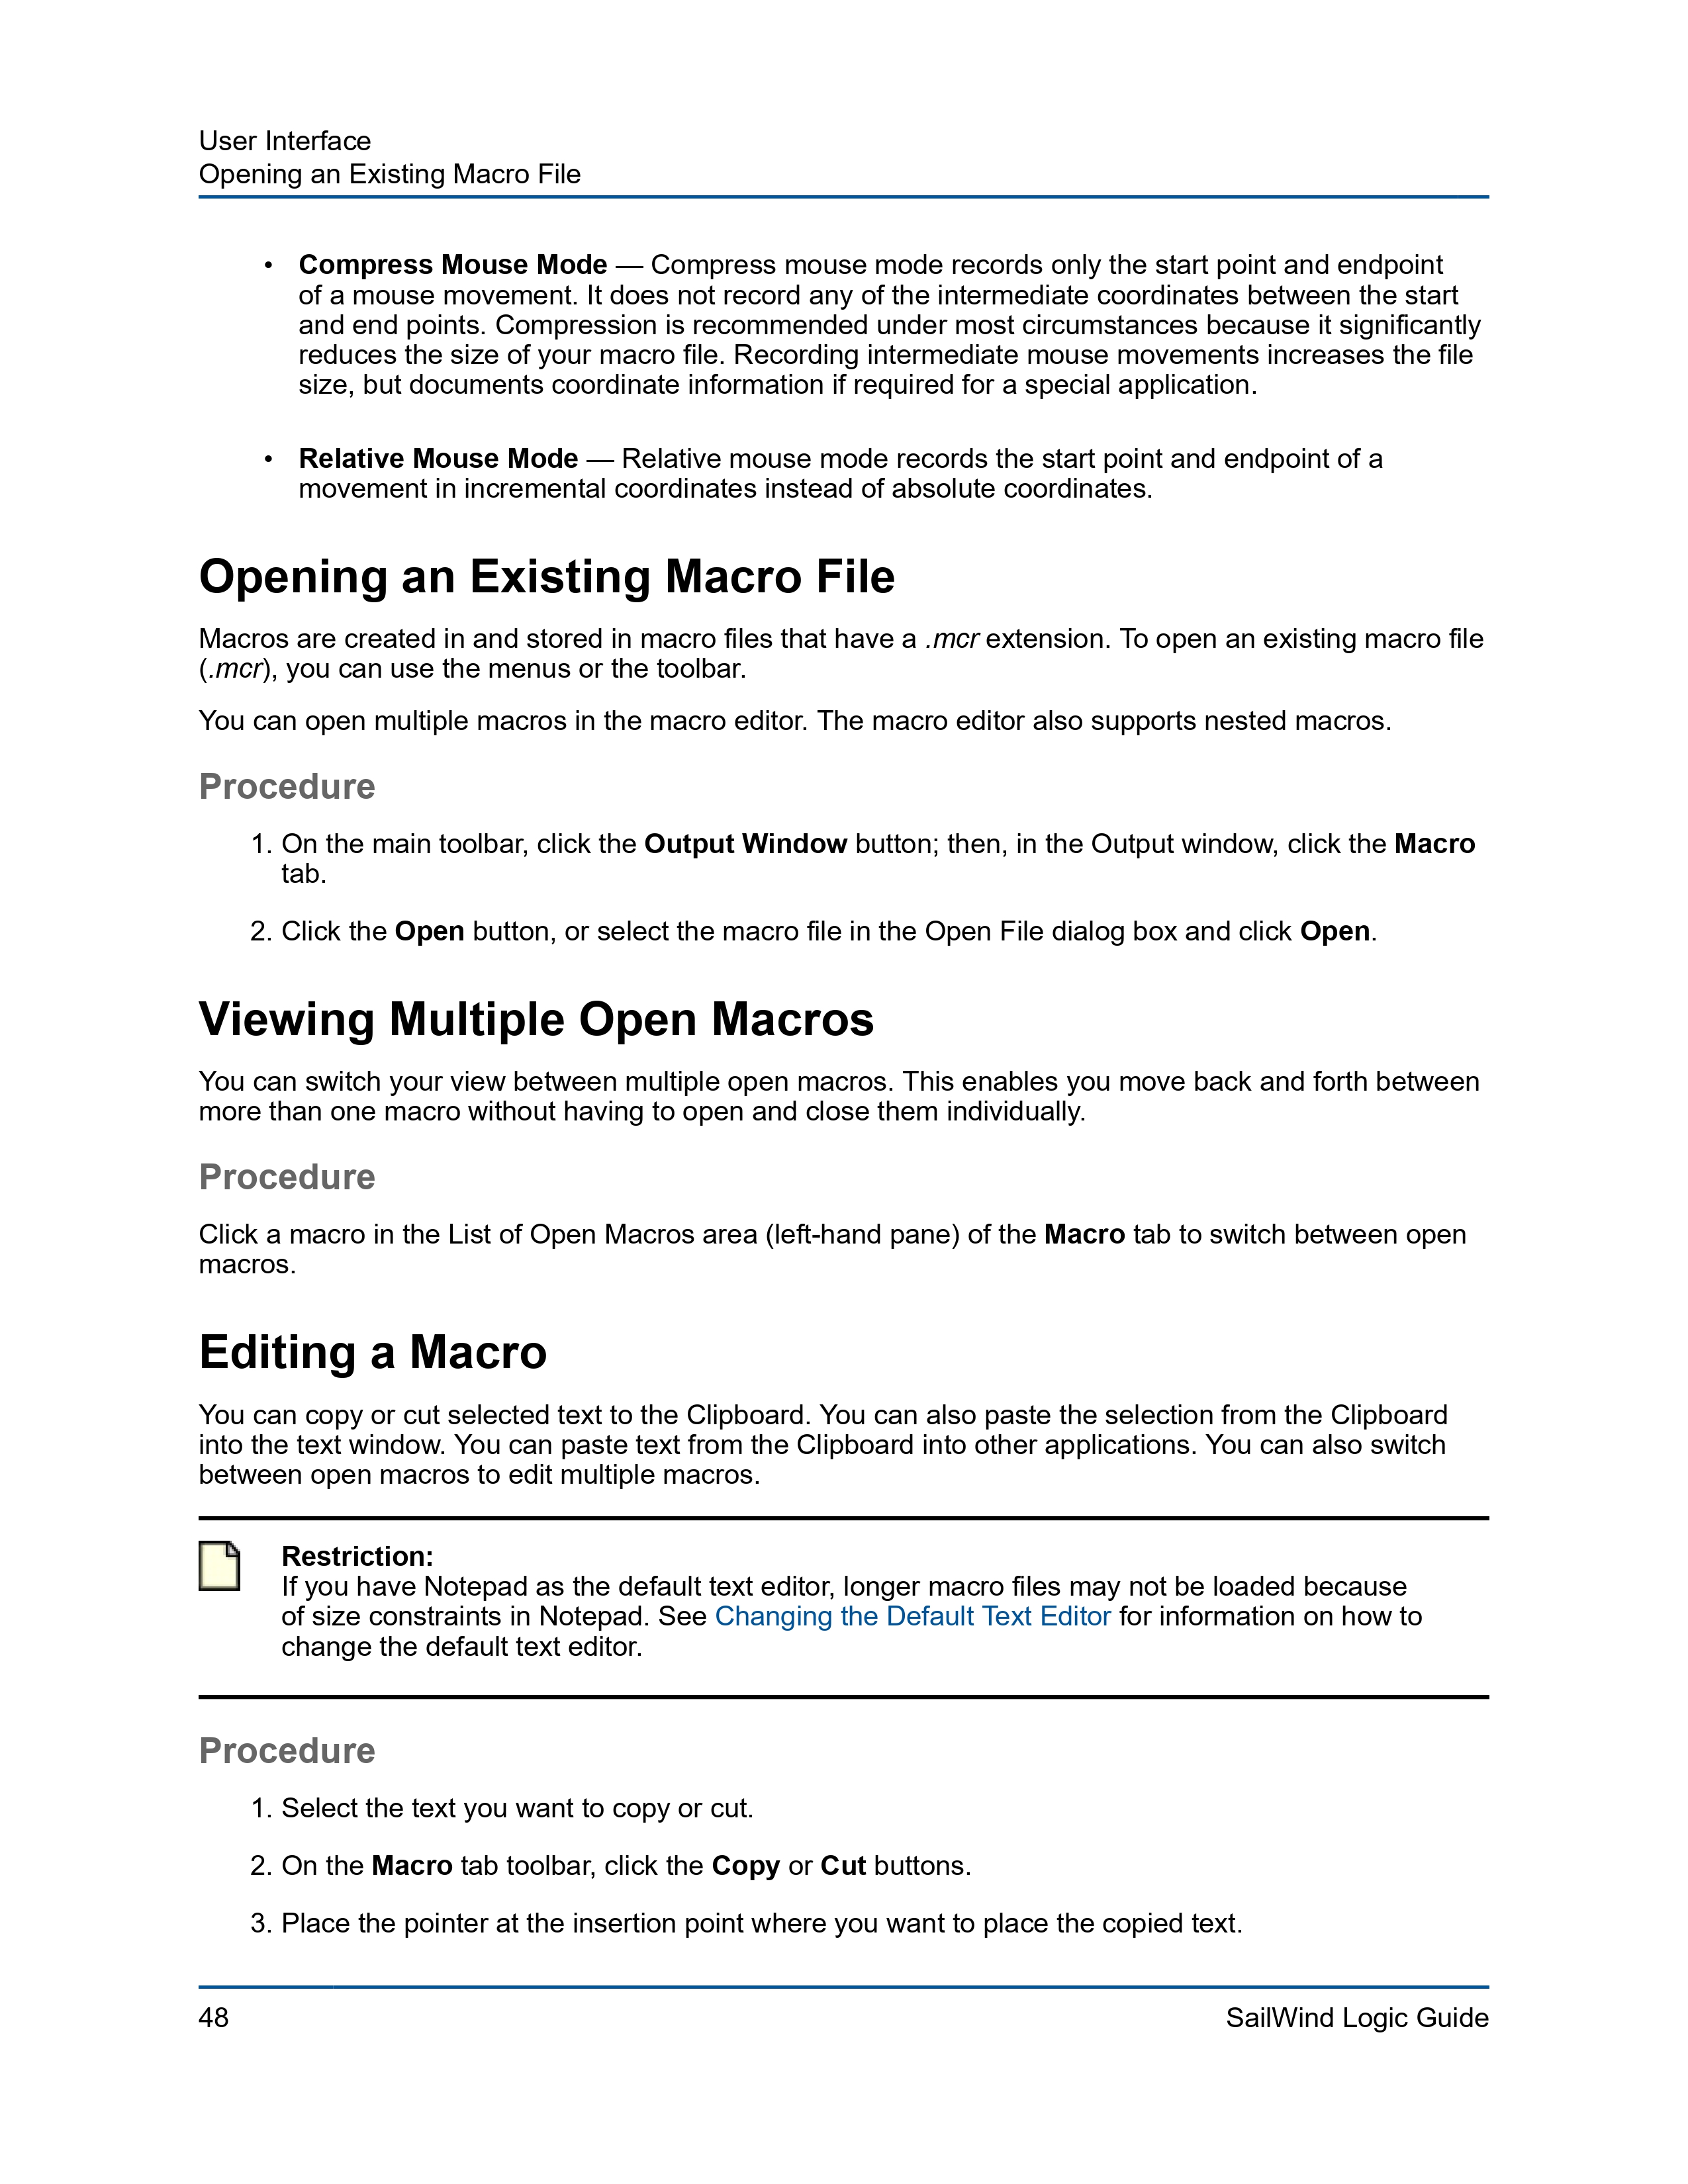 User Interface
Opening an Existing Macro File
• Compress Mouse Mode — Compress mouse mode records only the start point and endpoint
of a mouse movement. It does not record any of the intermediate coordinates between the start
and end points. Compression is recommended under most circumstances because it significantly
reduces the size of your macro file. Recording intermediate mouse movements increases the file
size, but documents coordinate information if required for a special application.
• Relative Mouse Mode — Relative mouse mode records the start point and endpoint of a
movement in incremental coordinates instead of absolute coordinates.
Opening an Existing Macro File
Macros are created in and stored in macro files that have a .mcr extension. To open an existing macro file
(.mcr), you can use the menus or the toolbar.
You can open multiple macros in the macro editor. The macro editor also supports nested macros.
Procedure
1. On the main toolbar, click the Output Window button; then, in the Output window, click the Macro
tab.
2. Click the Open button, or select the macro file in the Open File dialog box and click Open.
Viewing Multiple Open Macros
You can switch your view between multiple open macros. This enables you move back and forth between
more than one macro without having to open and close them individually.
Procedure
Click a macro in the List of Open Macros area (left-hand pane) of the Macro tab to switch between open
macros.
Editing a Macro
You can copy or cut selected text to the Clipboard. You can also paste the selection from the Clipboard
into the text window. You can paste text from the Clipboard into other applications. You can also switch
between open macros to edit multiple macros.
Restriction:
If you have Notepad as the default text editor, longer macro files may not be loaded because
of size constraints in Notepad. See Changing the Default Text Editor for information on how to
change the default text editor.
Procedure
1. Select the text you want to copy or cut.
2. On the Macro tab toolbar, click the Copy or Cut buttons.
3. Place the pointer at the insertion point where you want to place the copied text.
48
SailWind Logic Guide